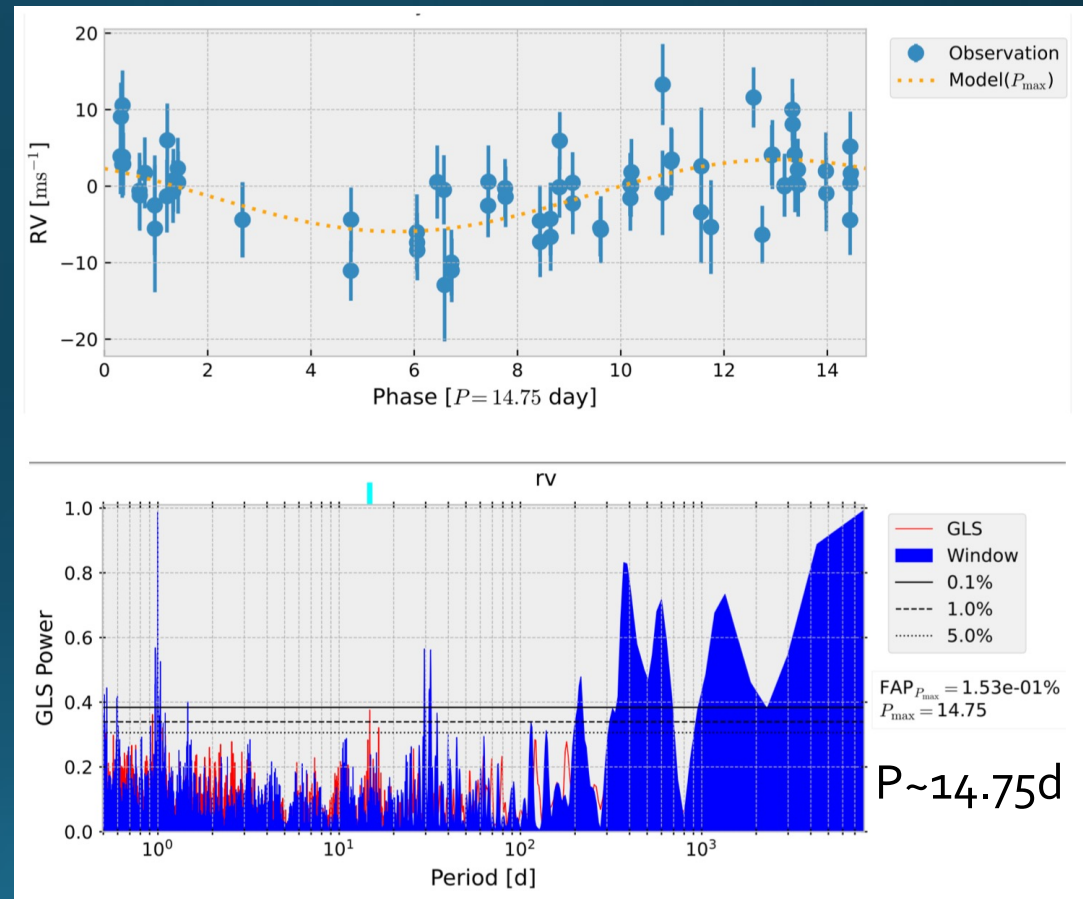 20
10
0
−10
−20
RV [ms⁻¹]
0 2 4 6 8 10 12 14
Phase [P = 14.75 day]
Observation
Model(Pmax)
rv
1.0
0.8
0.6
0.4
0.2
0.0
GLS Power
10⁰ 10¹ 10² 10³
Period [d]
GLS
Window
0.1%
1.0%
5.0%
FAPPmax = 1.53e-01%
Pmax = 14.75
P~14.75d